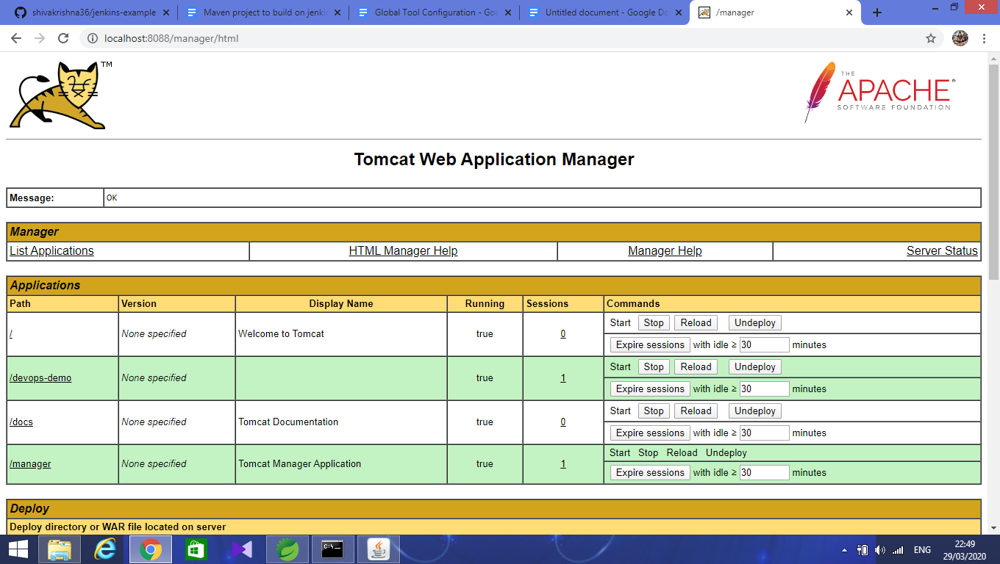 shivakrishna36/jenkins-example
Maven project to build on jenki
Global Tool Configuration - Goo
Untitled document - Google Do
/manager
localhost:8088/manager/html
TM
THE
APACHE®
SOFTWARE FOUNDATION
Tomcat Web Application Manager
Message: OK
Manager
List Applications HTML Manager Help Manager Help Server Status
Applications
Path Version Display Name Running Sessions Commands
/ None specified Welcome to Tomcat true 0 Start Stop Reload Undeploy
Expire sessions with idle ≥ 30 minutes
/devops-demo None specified true 1 Start Stop Reload Undeploy
Expire sessions with idle ≥ 30 minutes
/docs None specified Tomcat Documentation true 0 Start Stop Reload Undeploy
Expire sessions with idle ≥ 30 minutes
/manager None specified Tomcat Manager Application true 1 Start Stop Reload Undeploy
Expire sessions with idle ≥ 30 minutes
Deploy
Deploy directory or WAR file located on server
C:\_
ENG
22:49
29/03/2020